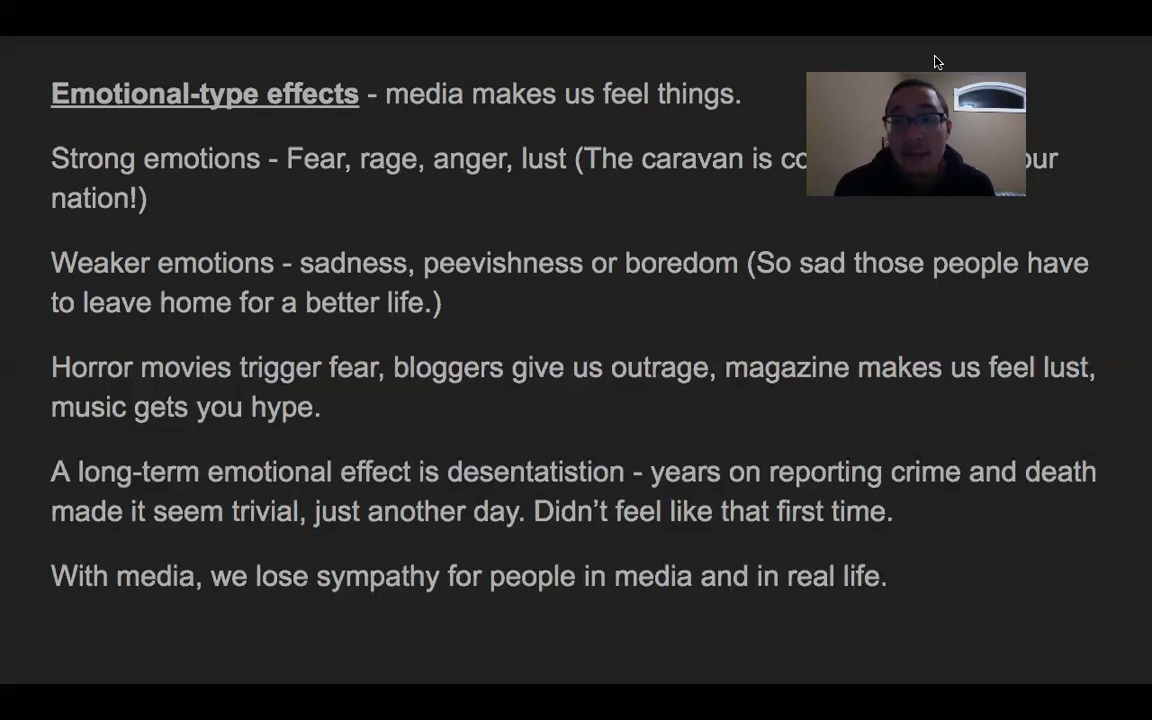 Emotional-type effects - media makes us feel things.
Strong emotions - Fear, rage, anger, lust (The caravan is
nation!)
Weaker emotions - sadness, peevishness or boredom (So sad those people have
to leave home for a better life.)
Horror movies trigger fear, bloggers give us outrage, magazine makes us feel lust,
music gets you hype.
A long-term emotional effect is desentatistion - years on reporting crime and death
made it seem trivial, just another day. Didn’t feel like that first time.
With media, we lose sympathy for people in media and in real life.